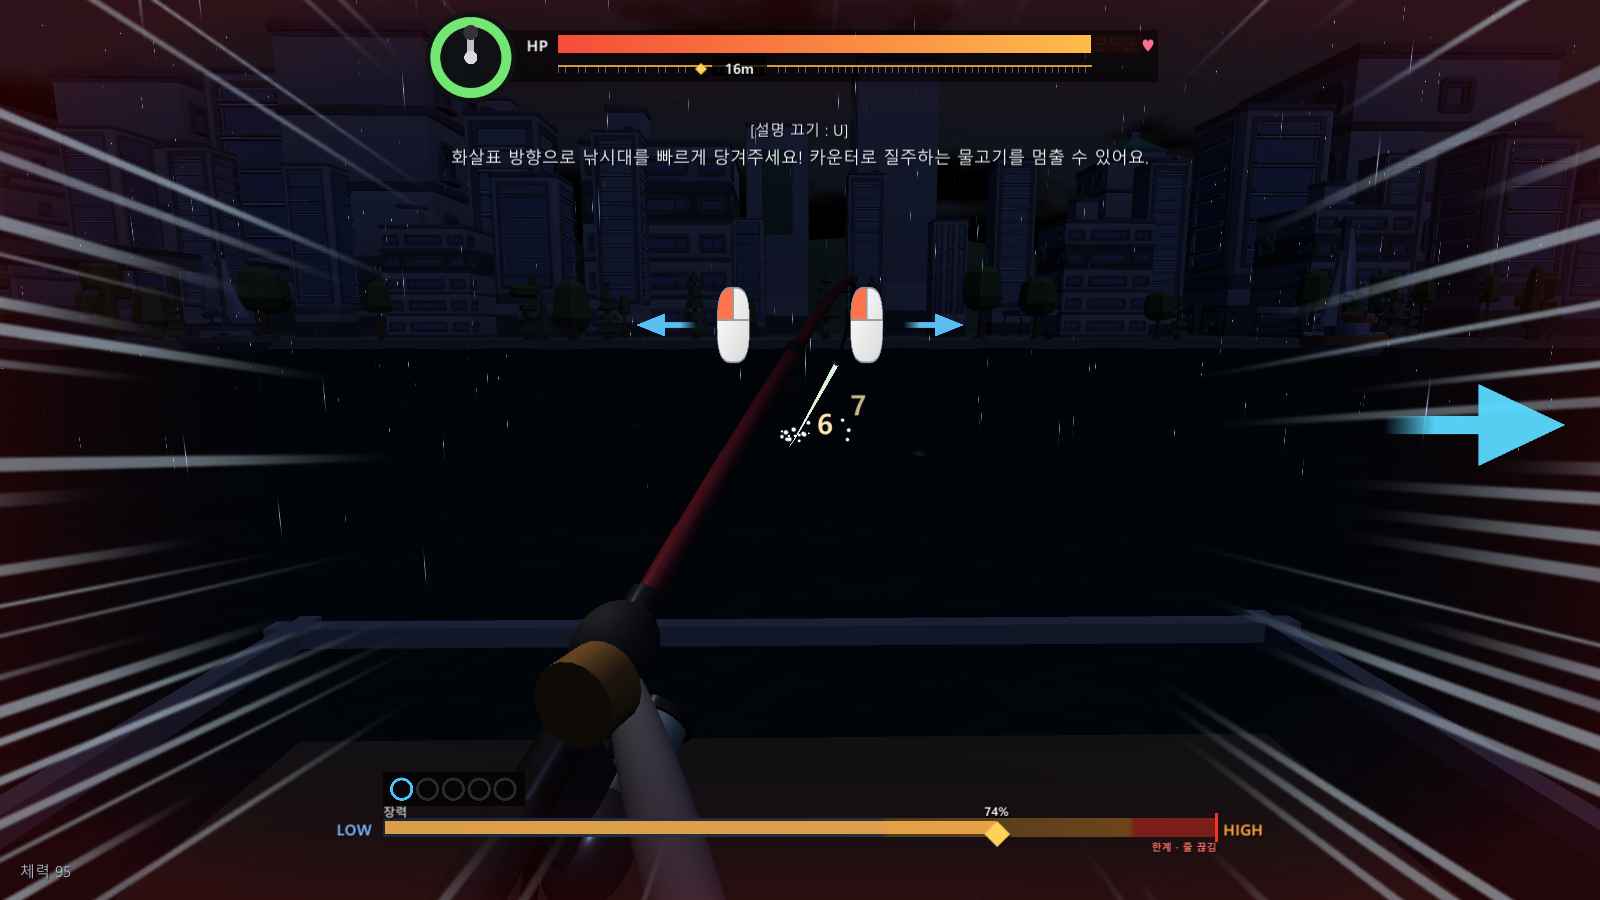 HP
16m
[설명 끄기 : U]
화살표 방향으로 낚시대를 빠르게 당겨주세요! 카운터로 질주하는 물고기를 멈출 수 있어요.
7
6
장력
74%
LOW
HIGH
한계 · 줄 끊김
체력 95